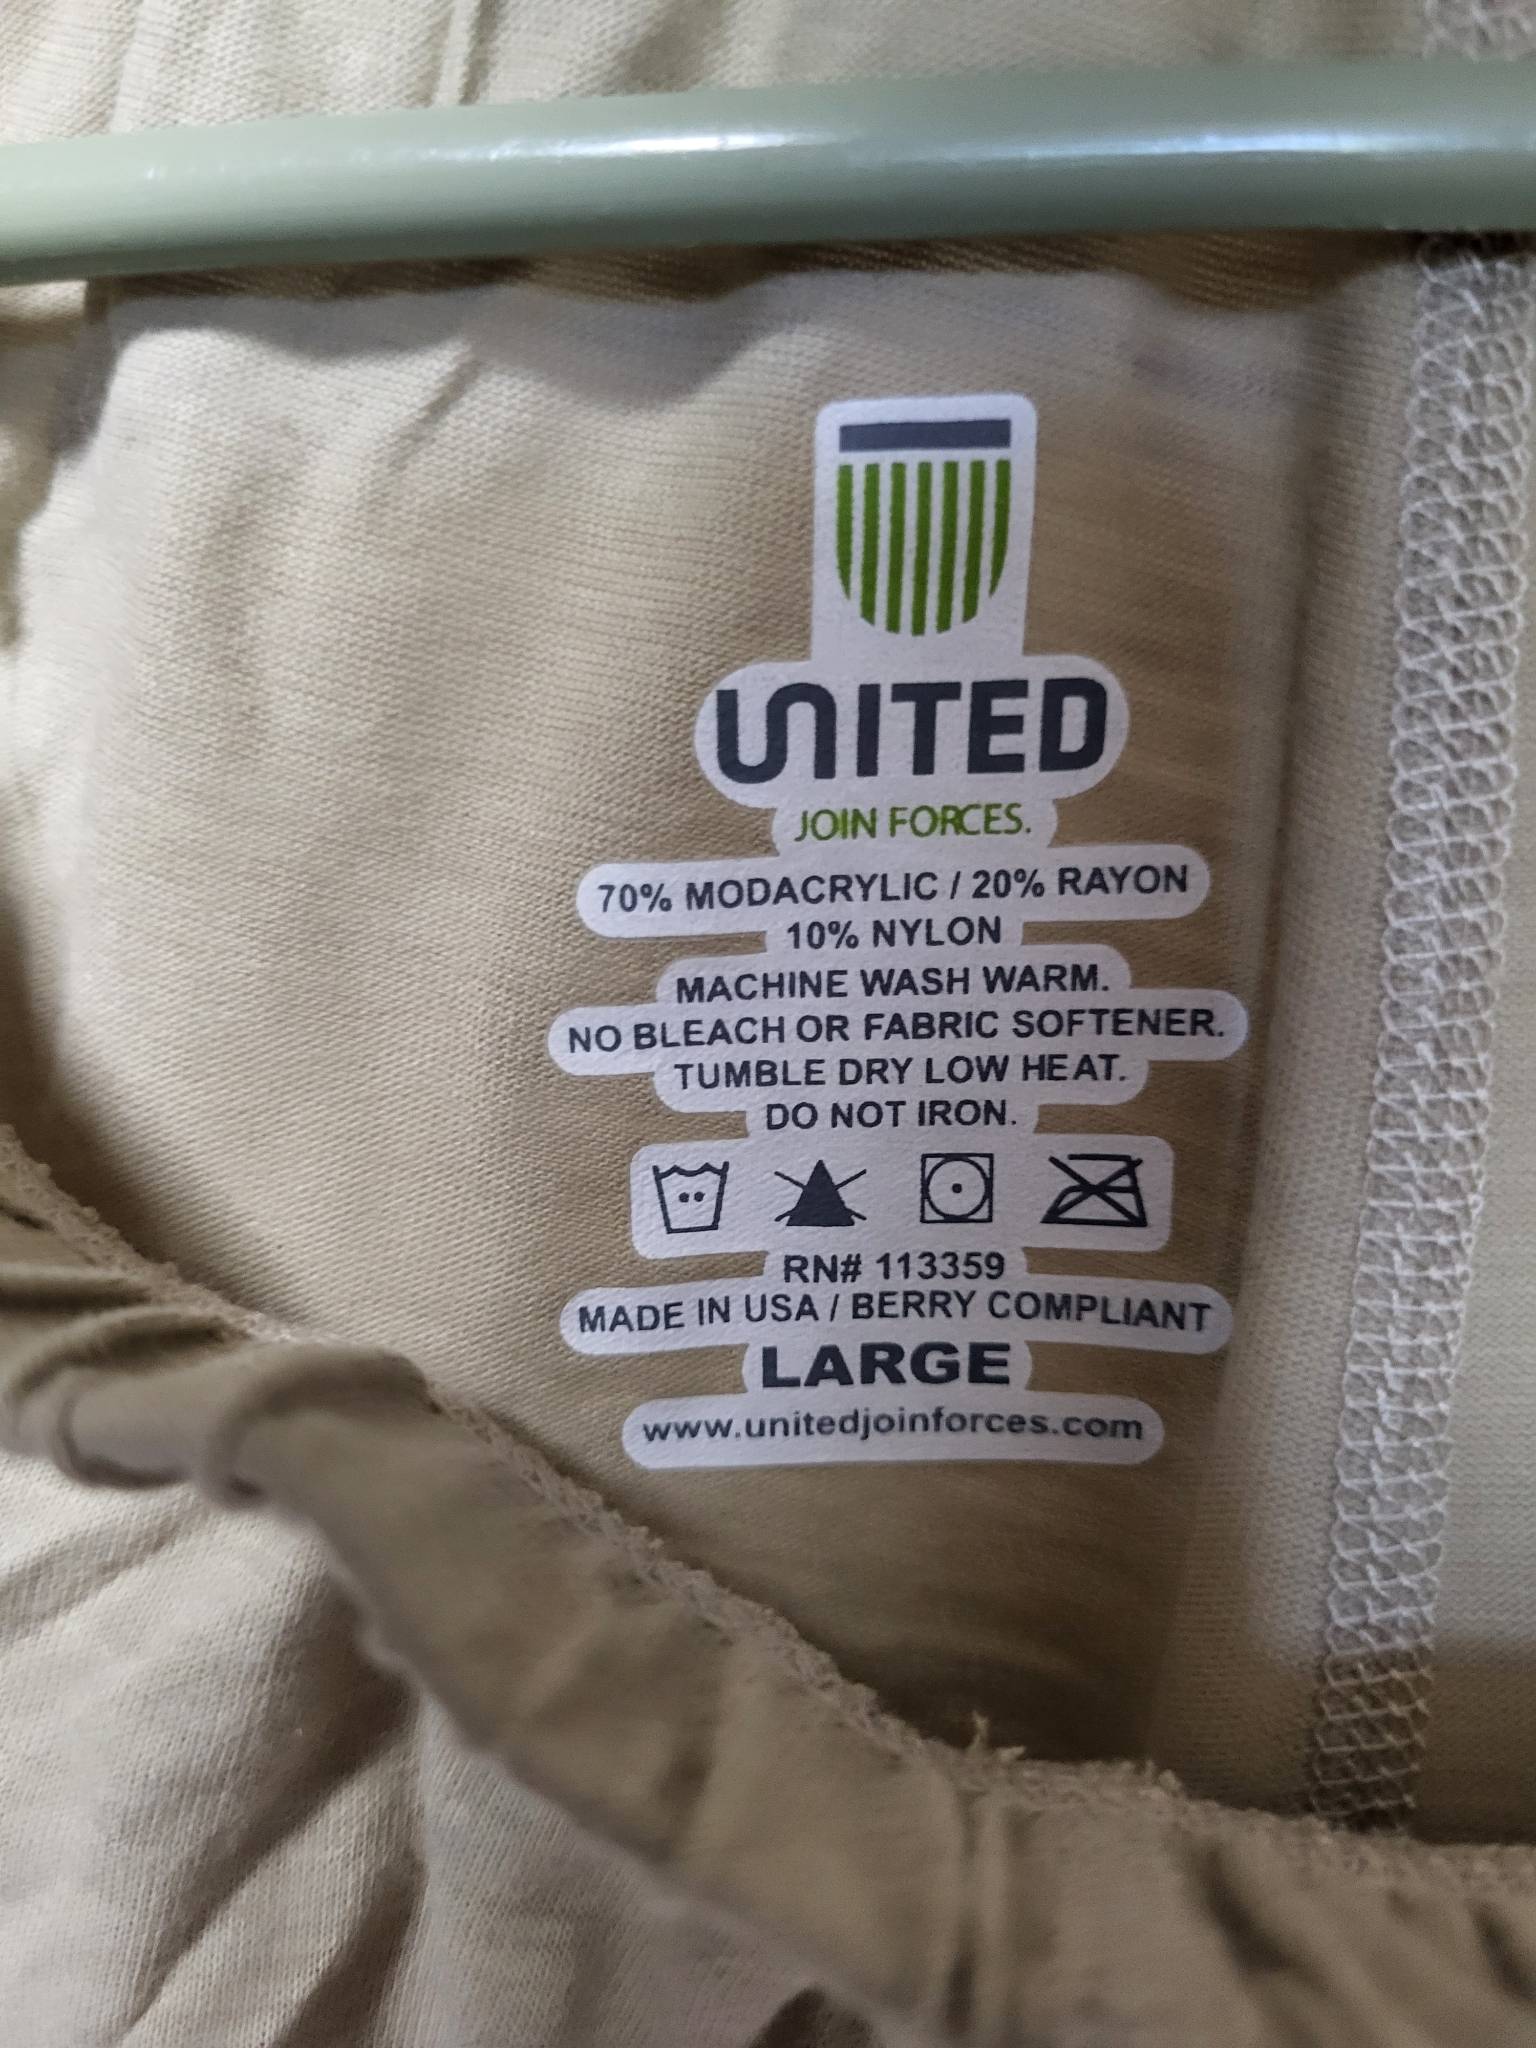 UNITED
JOIN FORCES.
70% MODACRYLIC / 20% RAYON
10% NYLON
MACHINE WASH WARM.
NO BLEACH OR FABRIC SOFTENER.
TUMBLE DRY LOW HEAT.
DO NOT IRON.
RN# 113359
MADE IN USA / BERRY COMPLIANT
LARGE
www.unitedjoinforces.com